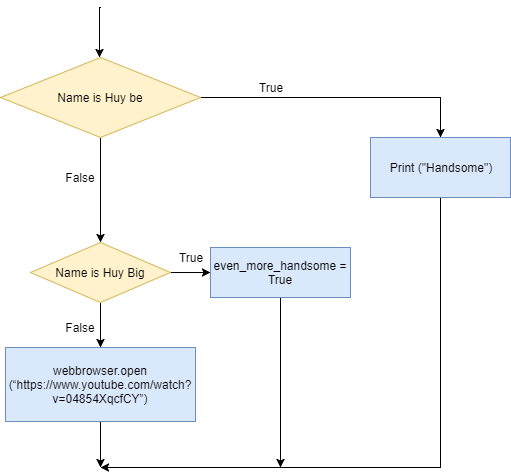 True
Name is Huy be
Print ("Handsome")
False
True
Name is Huy Big
even_more_handsome =
True
False
webbrowser.open
(“https://www.youtube.com/watch?
v=04854XqcfCY”)